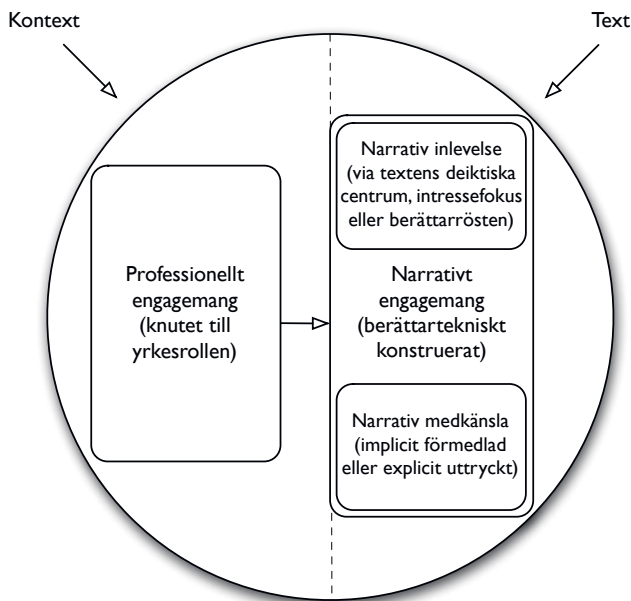 Kontext
Text
Narrativ inlevelse
(via textens deiktiska
centrum, intressefokus
eller berättarrösten)
Professionellt
engagemang
(knutet till
yrkesrollen)
Narrativt
engagemang
(berättartekniskt
konstruerat)
Narrativ medkänsla
(implicit förmedlad
eller explicit uttryckt)